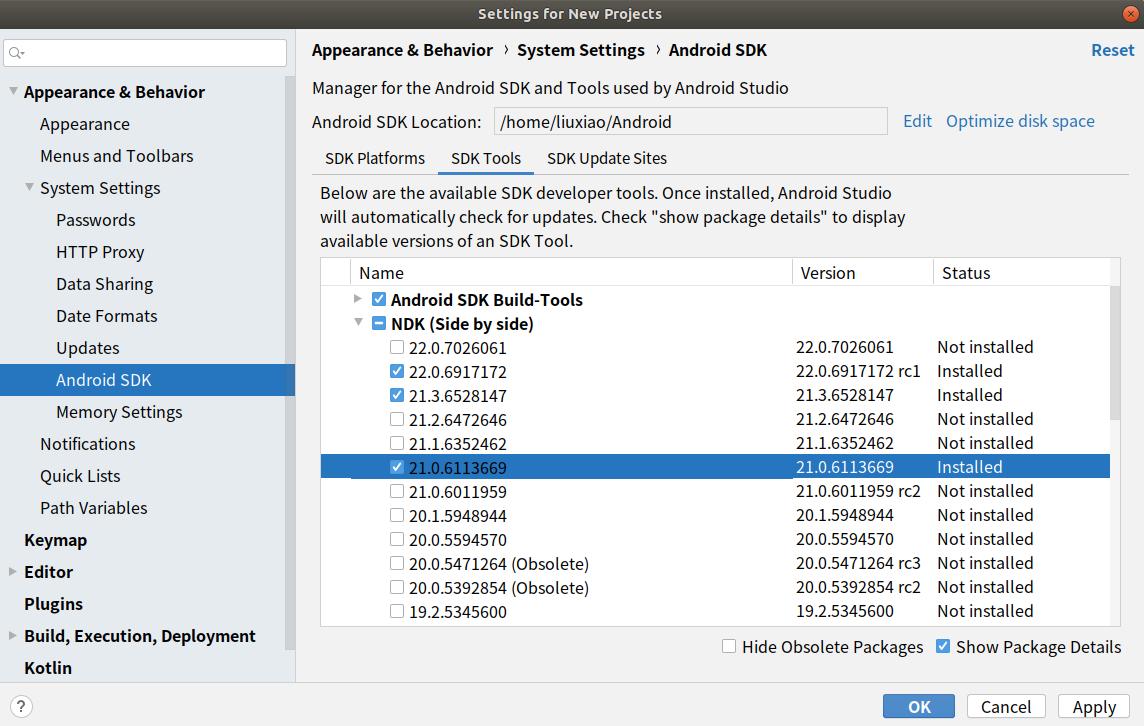 Settings for New Projects
Appearance & Behavior
Appearance
Menus and Toolbars
System Settings
Passwords
HTTP Proxy
Data Sharing
Date Formats
Updates
Android SDK
Memory Settings
Notifications
Quick Lists
Path Variables
Keymap
Editor
Plugins
Build, Execution, Deployment
Kotlin
Appearance & Behavior › System Settings › Android SDK Reset
Manager for the Android SDK and Tools used by Android Studio
Android SDK Location: /home/liuxiao/Android Edit Optimize disk space
SDK Platforms SDK Tools SDK Update Sites
Below are the available SDK developer tools. Once installed, Android Studio
will automatically check for updates. Check "show package details" to display
available versions of an SDK Tool.
Name Version Status
Android SDK Build-Tools
NDK (Side by side)
22.0.7026061 22.0.7026061 Not installed
22.0.6917172 22.0.6917172 rc1 Installed
21.3.6528147 21.3.6528147 Installed
21.2.6472646 21.2.6472646 Not installed
21.1.6352462 21.1.6352462 Not installed
21.0.6113669 21.0.6113669 Installed
21.0.6011959 21.0.6011959 rc2 Not installed
20.1.5948944 20.1.5948944 Not installed
20.0.5594570 20.0.5594570 Not installed
20.0.5471264 (Obsolete) 20.0.5471264 rc3 Not installed
20.0.5392854 (Obsolete) 20.0.5392854 rc2 Not installed
19.2.5345600 19.2.5345600 Not installed
Hide Obsolete Packages Show Package Details
? OK Cancel Apply